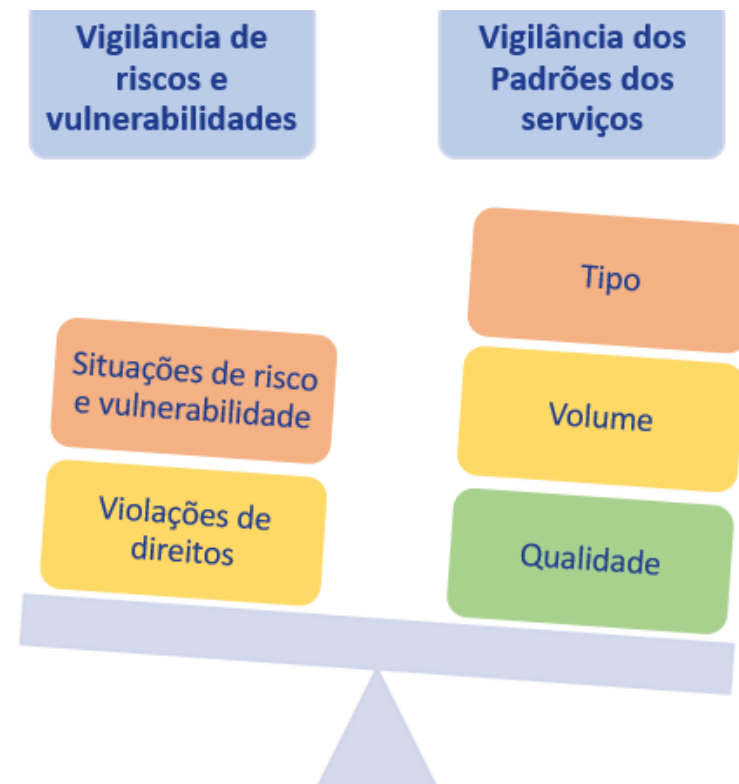 Vigilância de
riscos e
vulnerabilidades
Vigilância dos
Padrões dos
serviços
Situações de risco
e vulnerabilidade
Violações de
direitos
Tipo
Volume
Qualidade